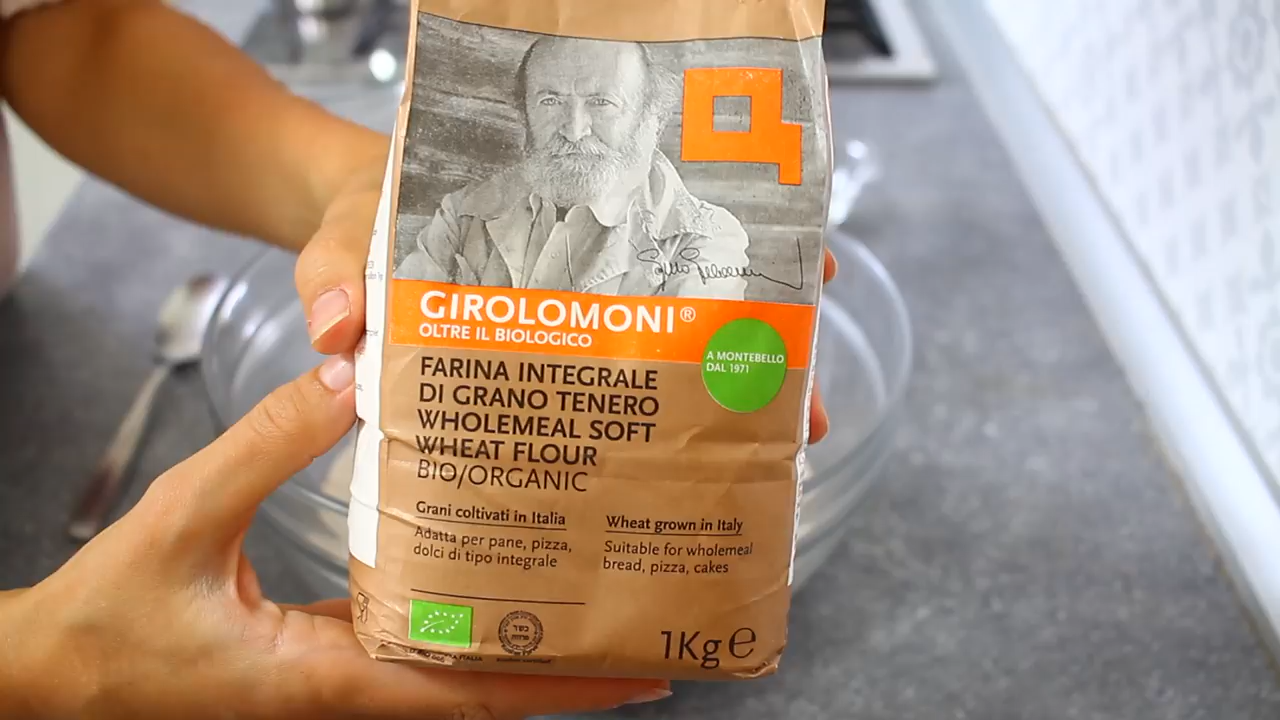 GIROLOMONI®
OLTRE IL BIOLOGICO
A MONTEBELLO
DAL 1971
FARINA INTEGRALE
DI GRANO TENERO
WHOLEMEAL SOFT
WHEAT FLOUR
BIO/ORGANIC
Grani coltivati in Italia
Adatta per pane, pizza,
dolci di tipo integrale
Wheat grown in Italy
Suitable for wholemeal
bread, pizza, cakes
כשר
1Kg ℮